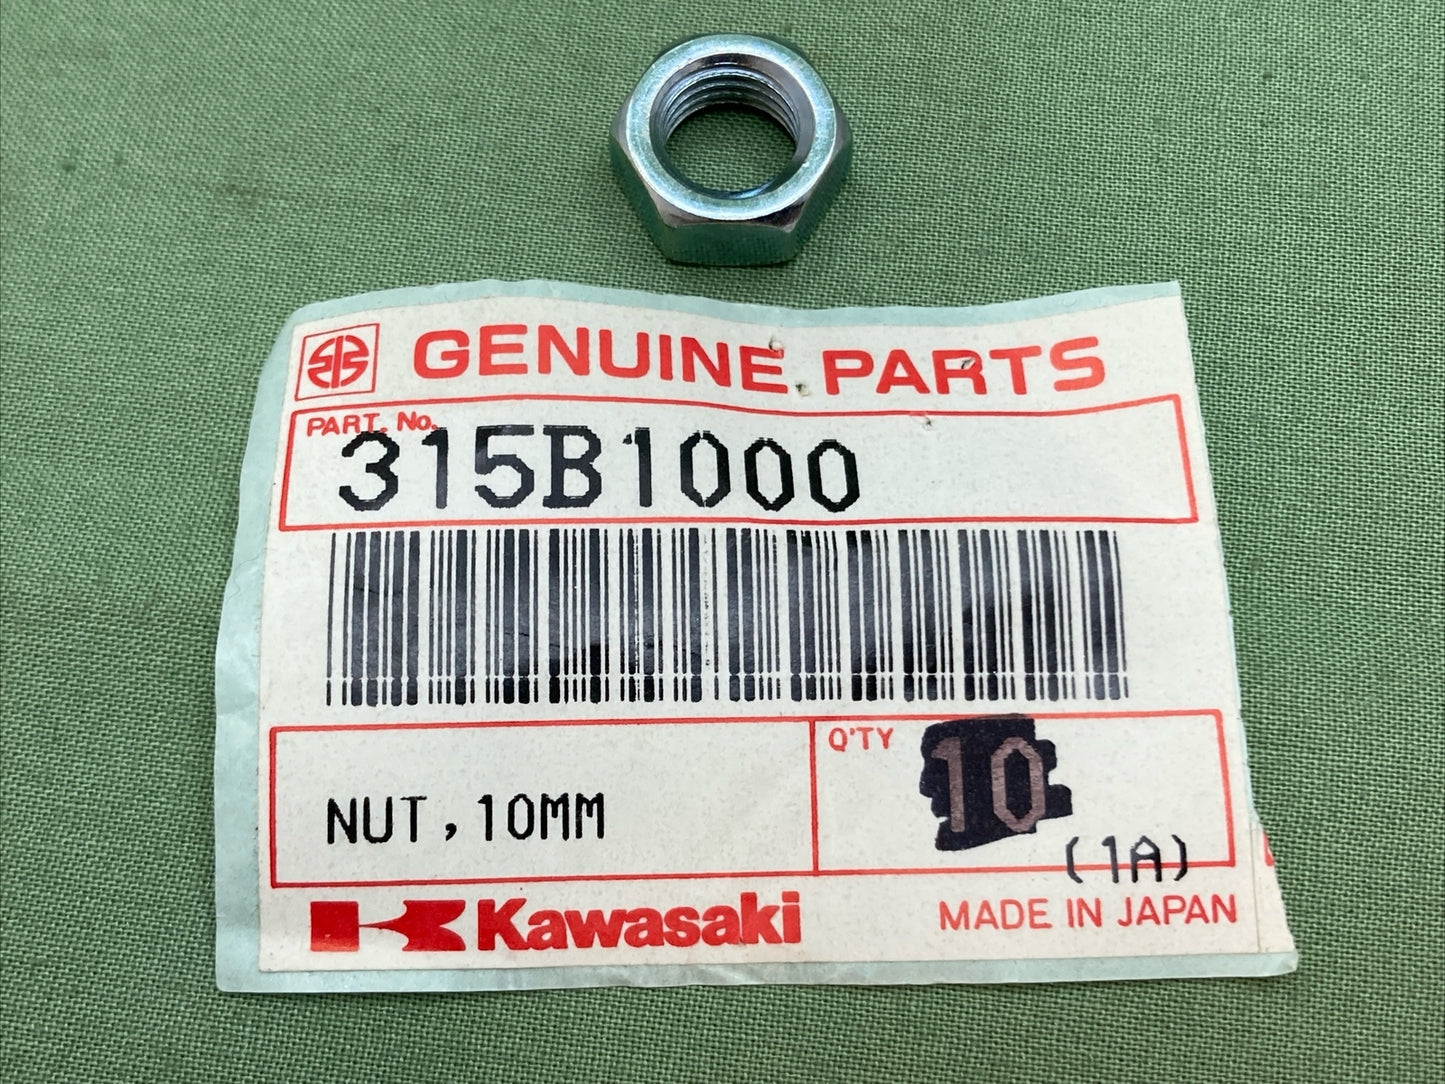 GENUINE PARTS
PART. No.
315B1000
NUT,10MM
Q'TY
10
(1A)
Kawasaki
MADE IN JAPAN